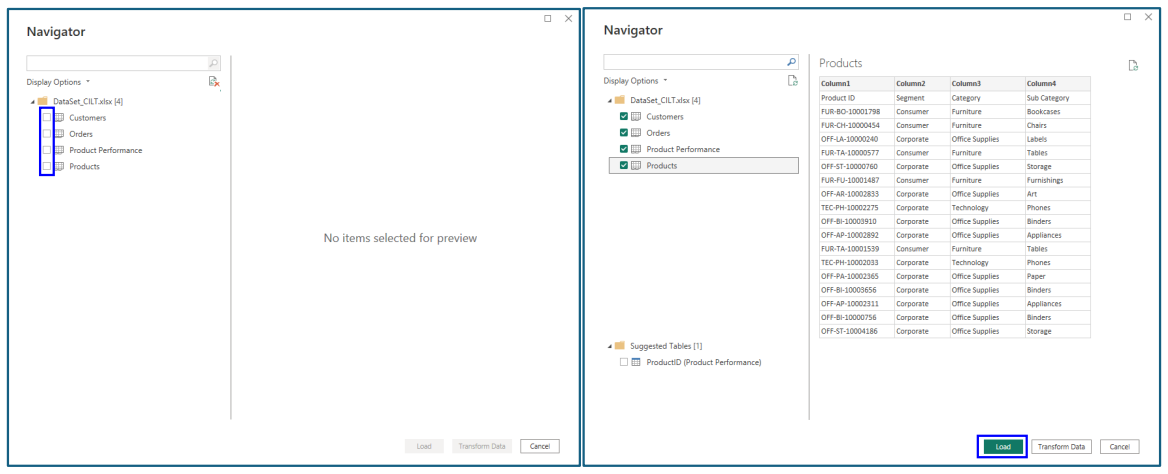 Navigator
Display Options
DataSet_CILT.xlsx [4]
Customers
Orders
Product Performance
Products
No items selected for preview
Load Transform Data Cancel
Navigator
Display Options
DataSet_CILT.xlsx [4]
Customers
Orders
Product Performance
Products
Suggested Tables [1]
ProductID (Product Performance)
Products
Column1 Column2 Column3 Column4
Product ID Segment Category Sub Category
FUR-BO-10001798 Consumer Furniture Bookcases
FUR-CH-10000454 Consumer Furniture Chairs
OFF-LA-10000240 Corporate Office Supplies Labels
FUR-TA-10000577 Consumer Furniture Tables
OFF-ST-10000760 Corporate Office Supplies Storage
FUR-FU-10001487 Consumer Furniture Furnishings
OFF-AR-10002833 Corporate Office Supplies Art
TEC-PH-10002275 Corporate Technology Phones
OFF-BI-10003910 Corporate Office Supplies Binders
OFF-AP-10002892 Corporate Office Supplies Appliances
FUR-TA-10001539 Consumer Furniture Tables
TEC-PH-10002033 Corporate Technology Phones
OFF-PA-10002365 Corporate Office Supplies Paper
OFF-BI-10003656 Corporate Office Supplies Binders
OFF-AP-10002311 Corporate Office Supplies Appliances
OFF-BI-10000756 Corporate Office Supplies Binders
OFF-ST-10004186 Corporate Office Supplies Storage
Load Transform Data Cancel